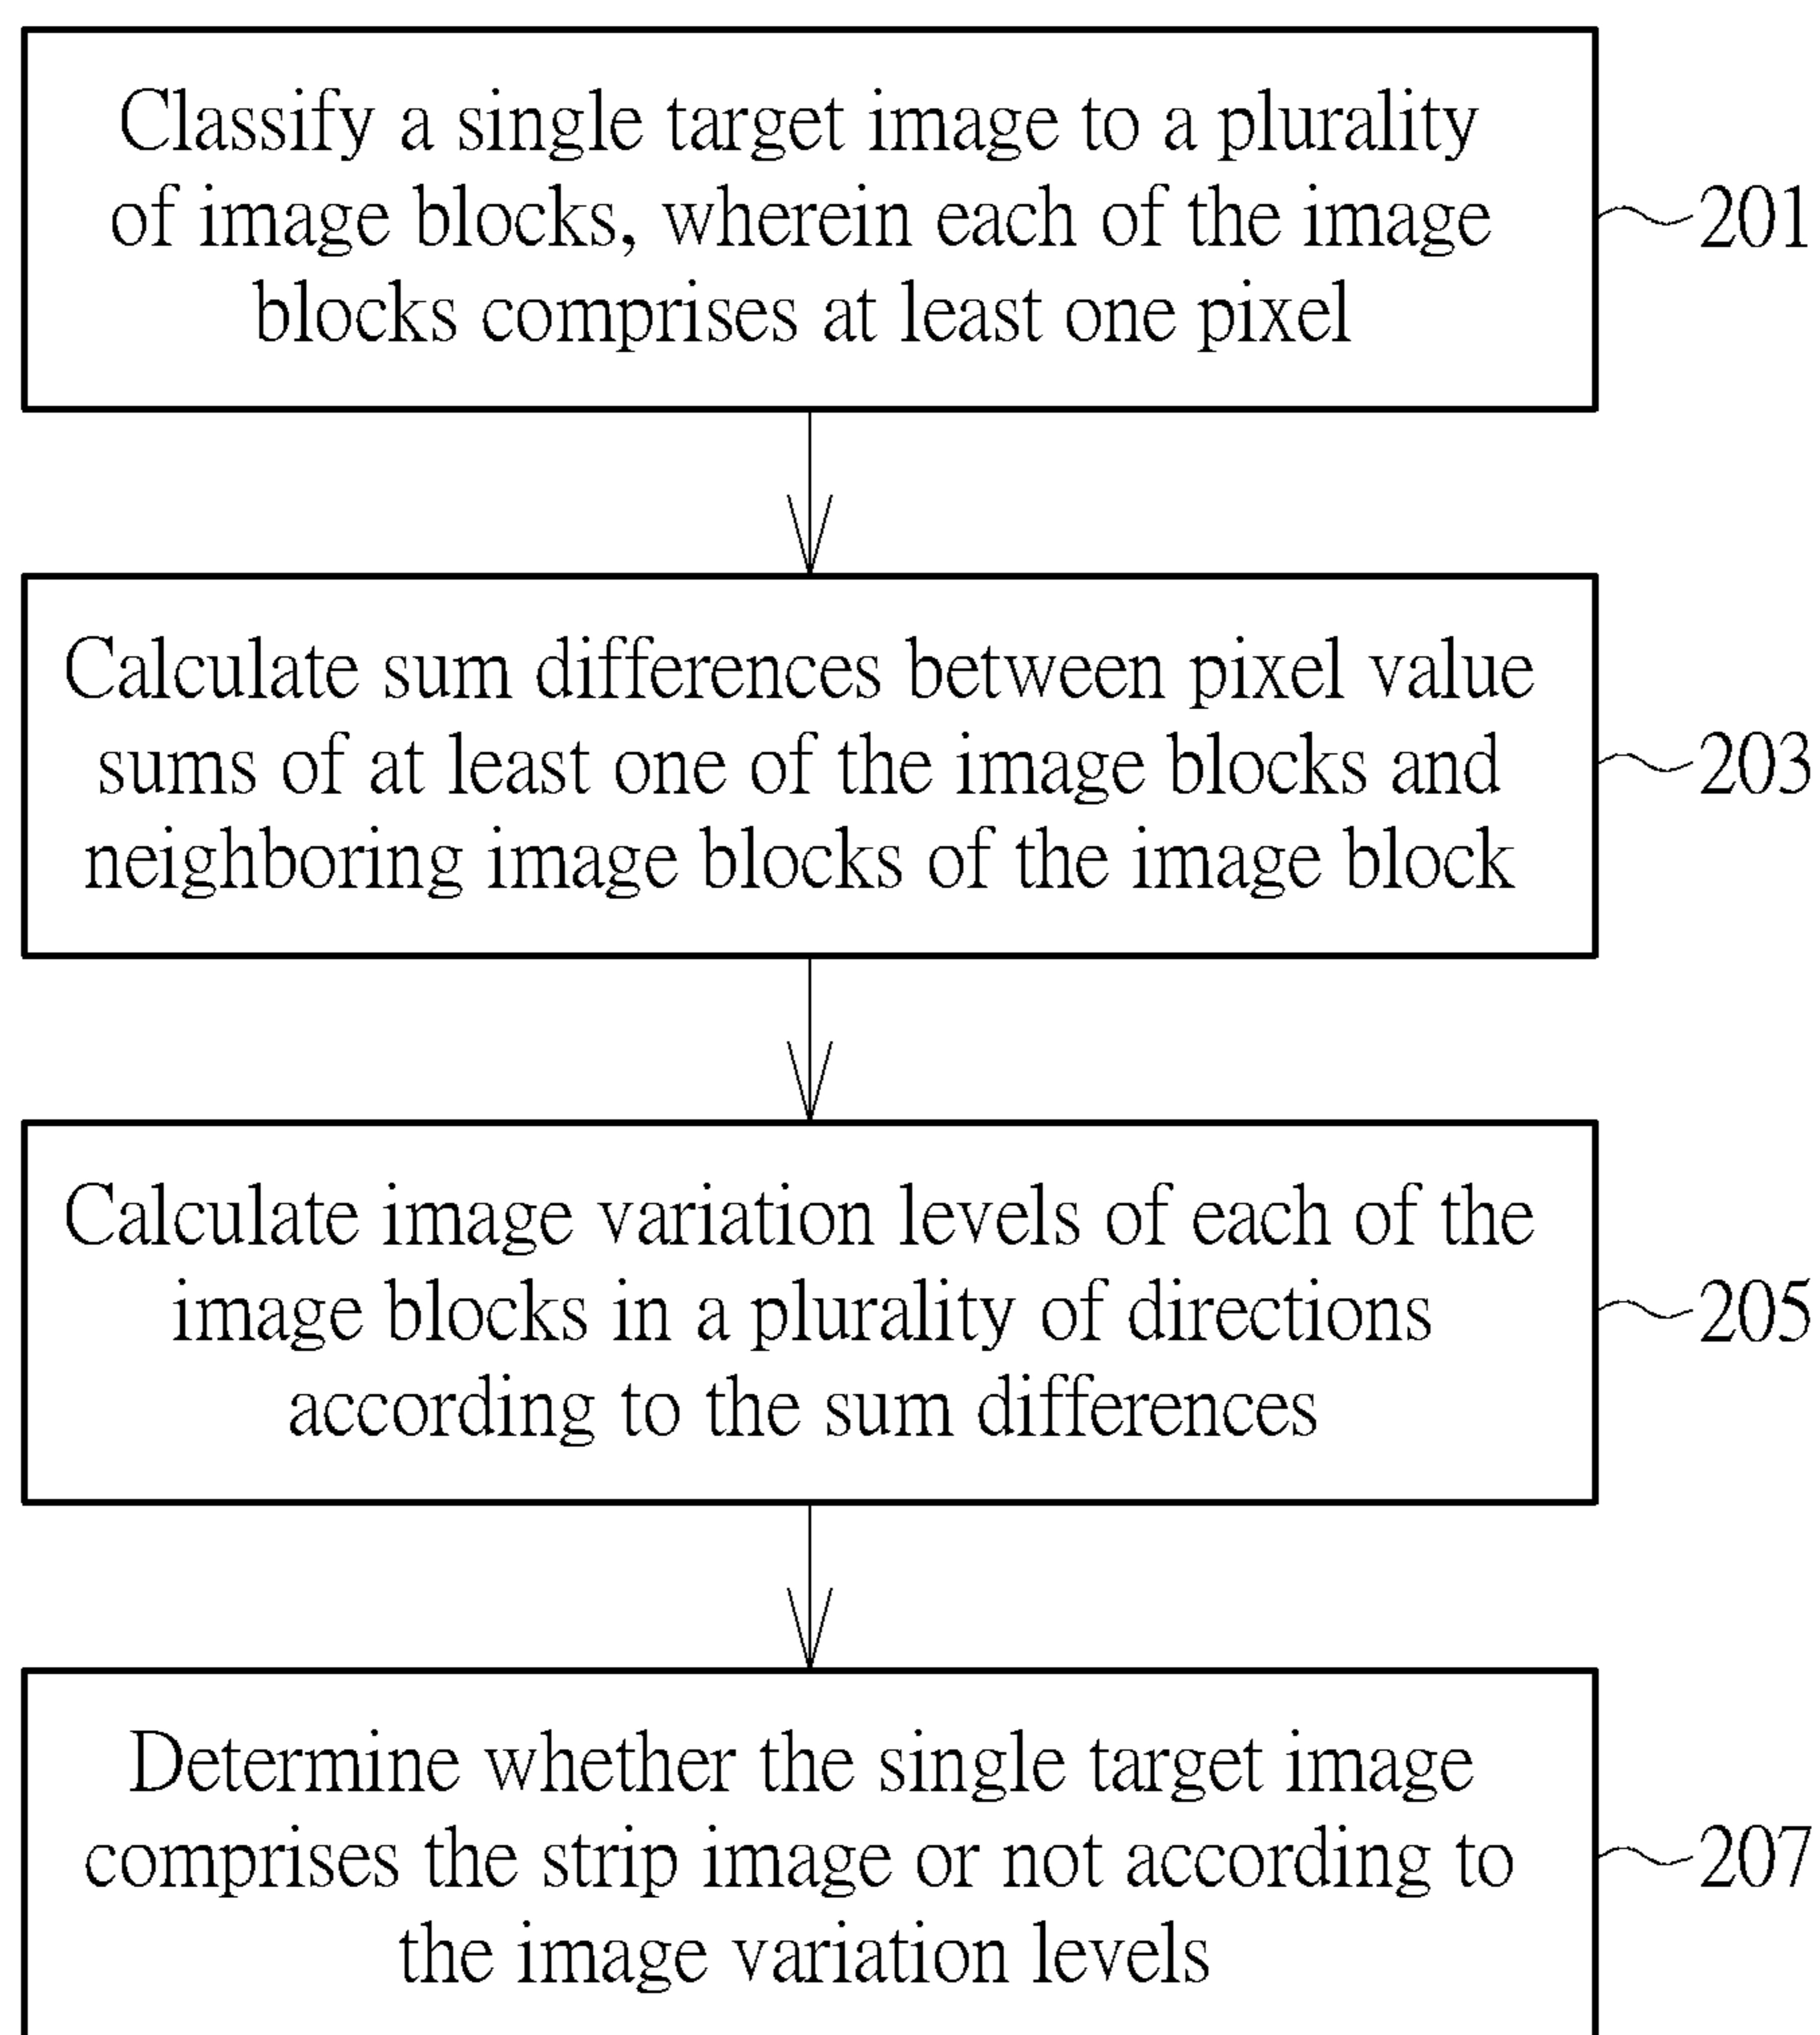 Classify a single target image to a plurality
of image blocks, wherein each of the image
blocks comprises at least one pixel
201
Calculate sum differences between pixel value
sums of at least one of the image blocks and
neighboring image blocks of the image block
203
Calculate image variation levels of each of the
image blocks in a plurality of directions
according to the sum differences
205
Determine whether the single target image
comprises the strip image or not according to
the image variation levels
207